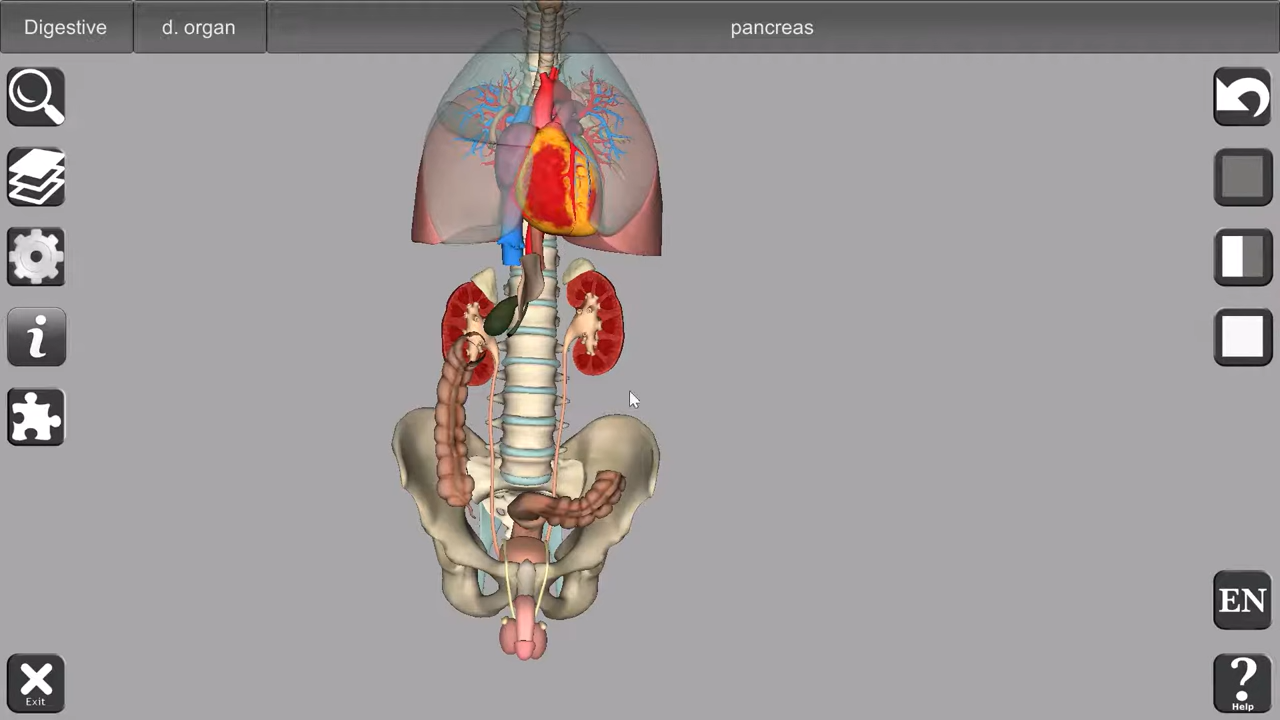 Digestive
d. organ
pancreas
i
Exit
EN
?
Help